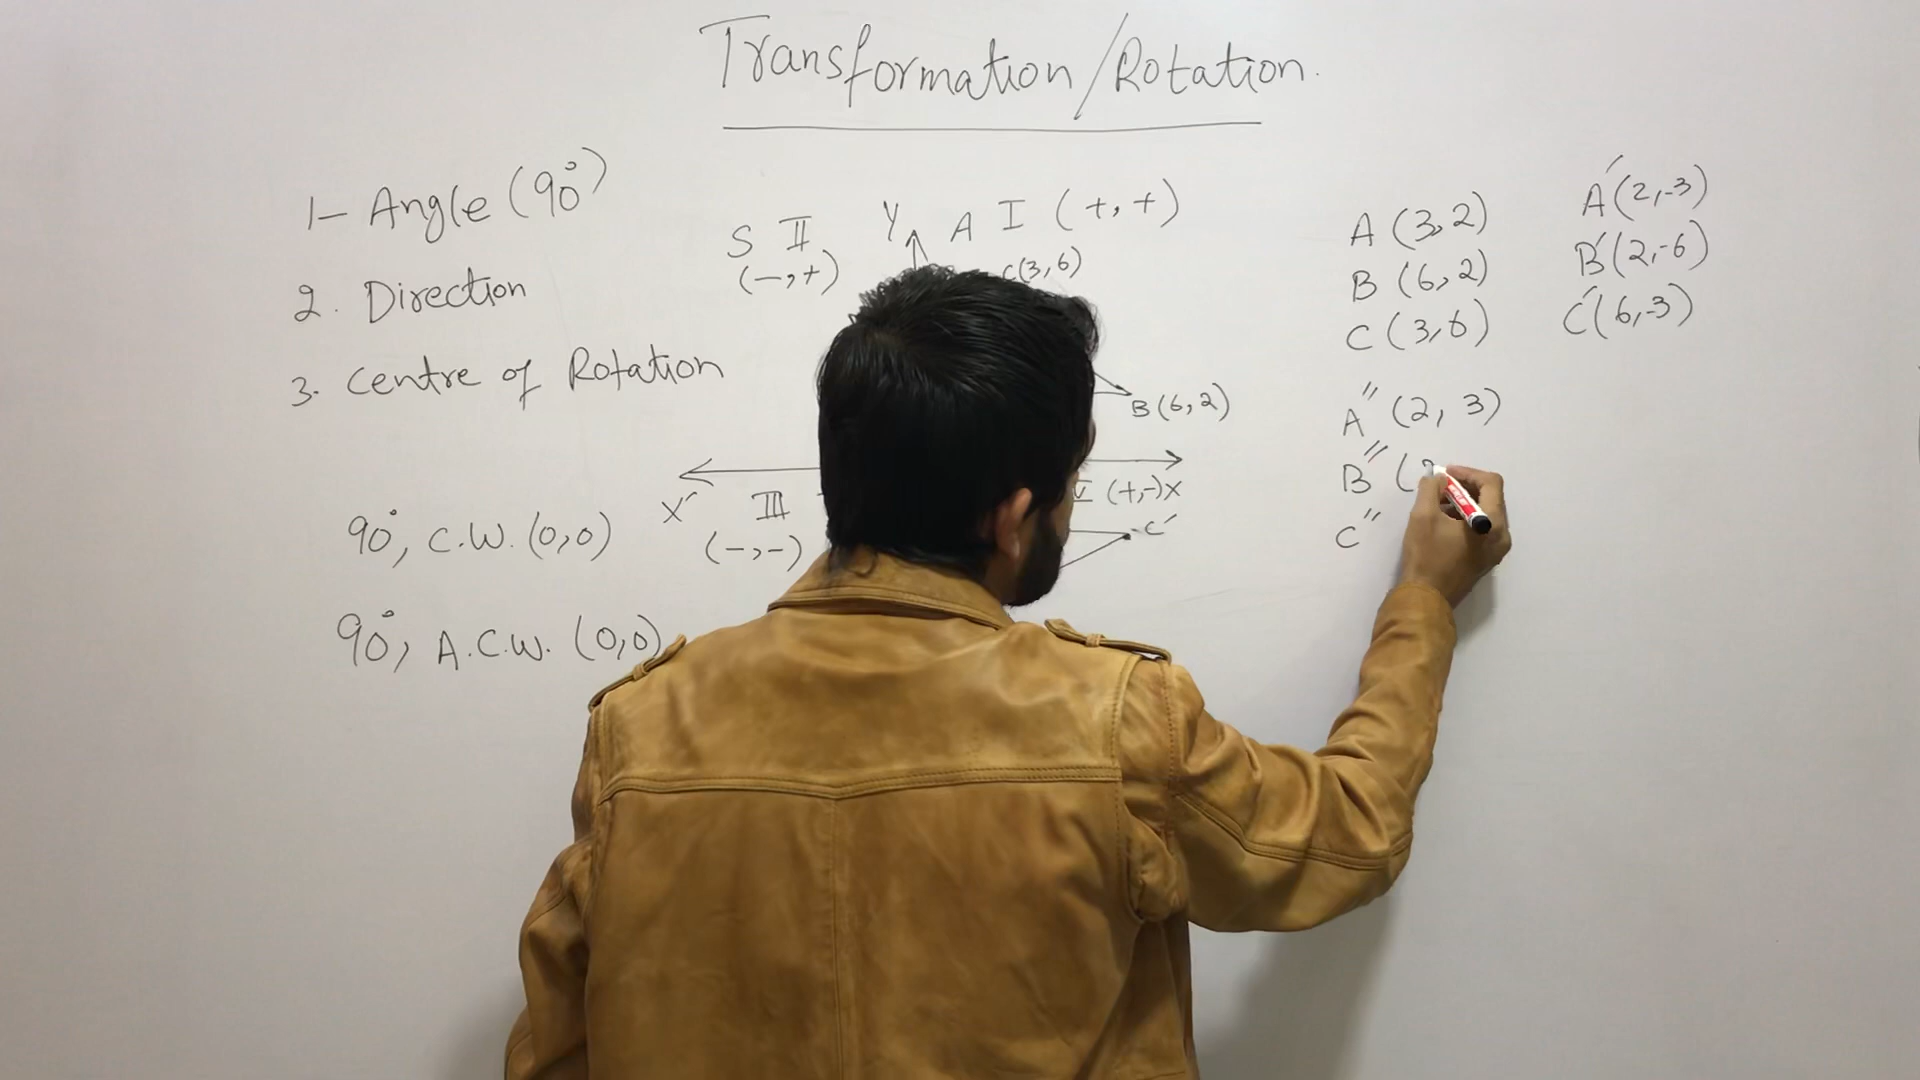 Transformation/Rotation.
1- Angle (90°)
2. Direction
3. Centre of Rotation
90°, C.W. (0,0)
90°, A.C.W. (0,0)
S II
(-,+)
Y A I (+,+)
C(3,6)
B(6,2)
X' III
(-,-)
(+,-)X
C'
A (3,2)
B (6,2)
C (3,6)
A'(2,-3)
B'(2,-6)
C'(6,-3)
A" (2, 3)
B" (
C"